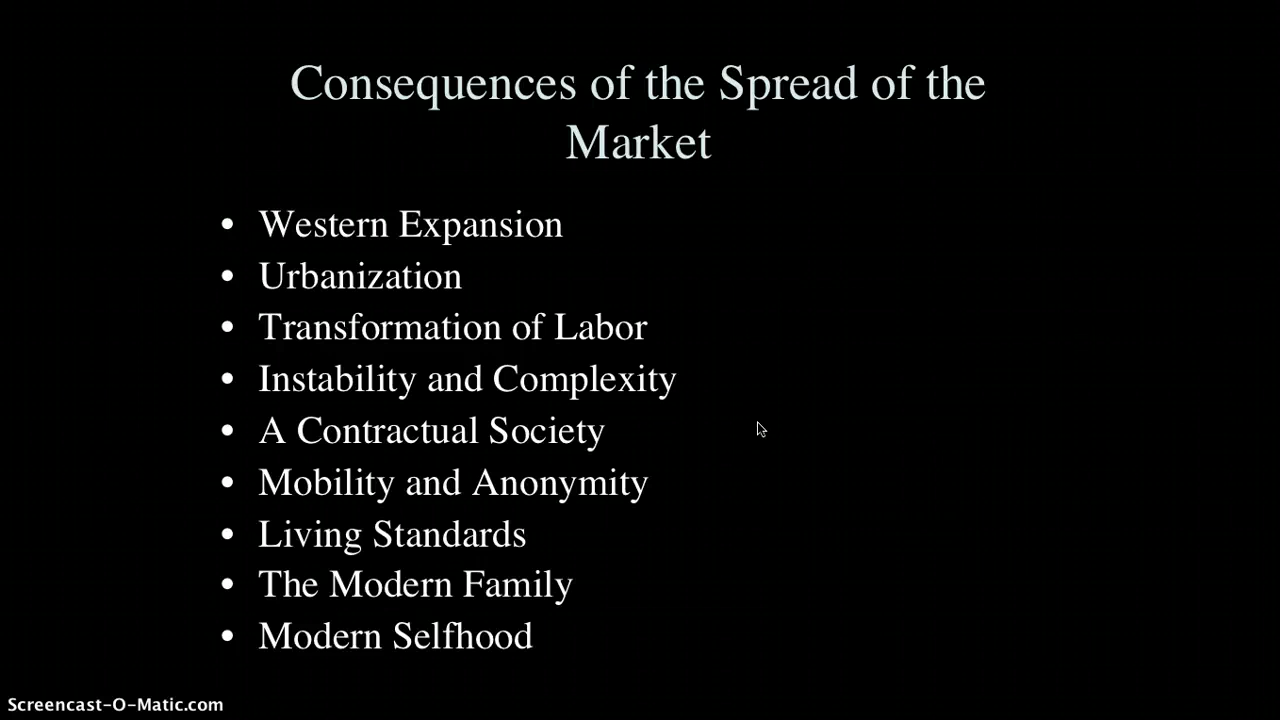 Consequences of the Spread of the
Market
• Western Expansion
• Urbanization
• Transformation of Labor
• Instability and Complexity
• A Contractual Society
• Mobility and Anonymity
• Living Standards
• The Modern Family
• Modern Selfhood
Screencast-O-Matic.com